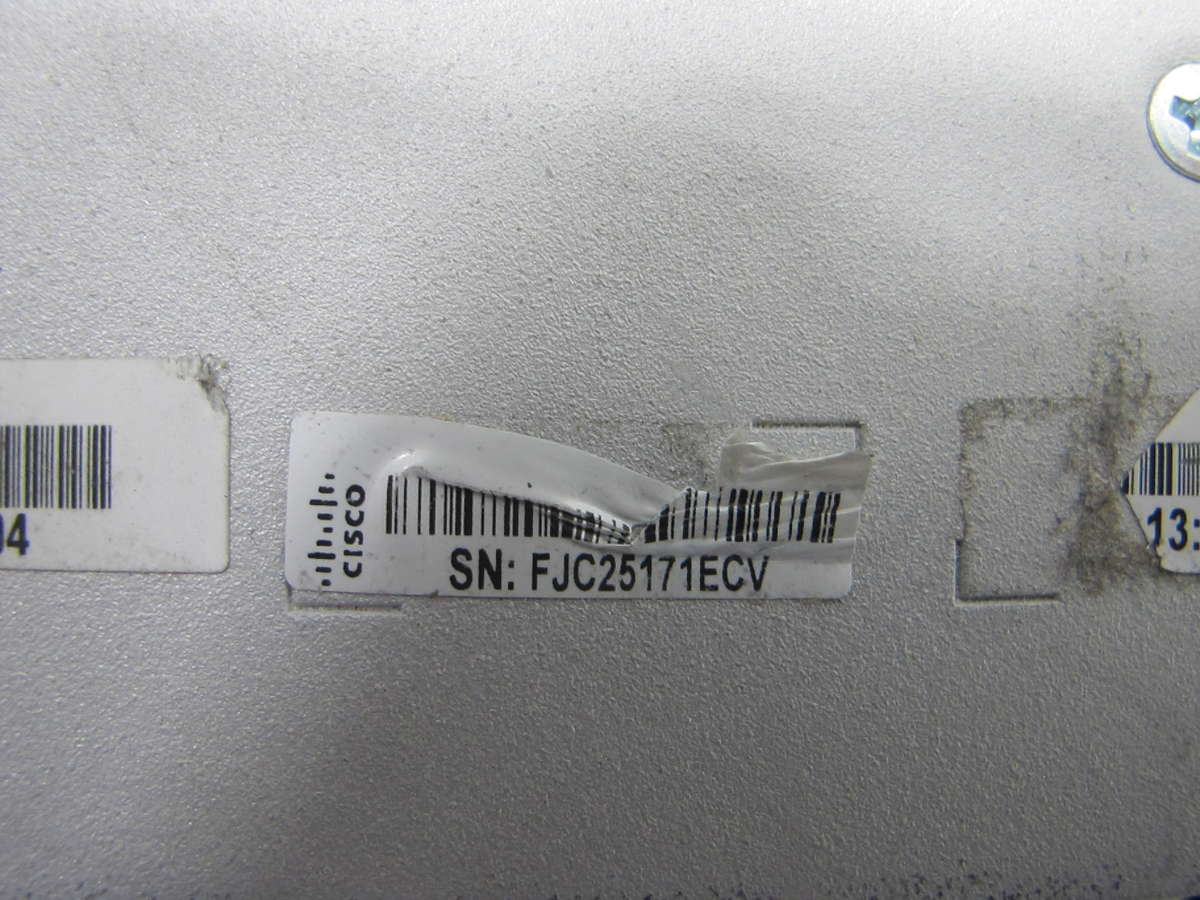 04
CISCO
SN: FJC25171ECV
13.